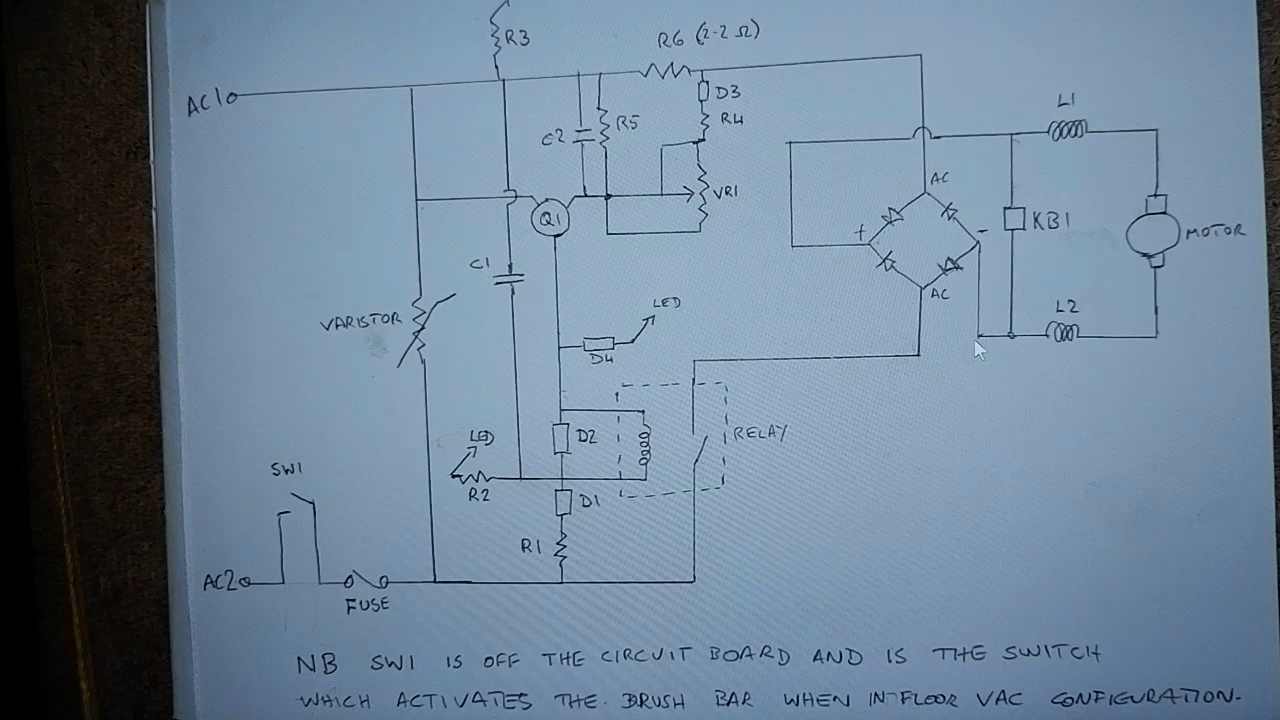 R3
R6 (2-2 Ω)
AC1
D3
R4
C2
R5
L1
VR1
Q1
AC
+
-
KB1
MOTOR
C1
VARISTOR
LED
AC
L2
D4
LED
D2
RELAY
SW1
R2
D1
R1
AC2
FUSE
NB SW1 IS OFF THE CIRCUIT BOARD AND IS THE SWITCH
WHICH ACTIVATES THE BRUSH BAR WHEN IN FLOOR VAC CONFIGURATION.